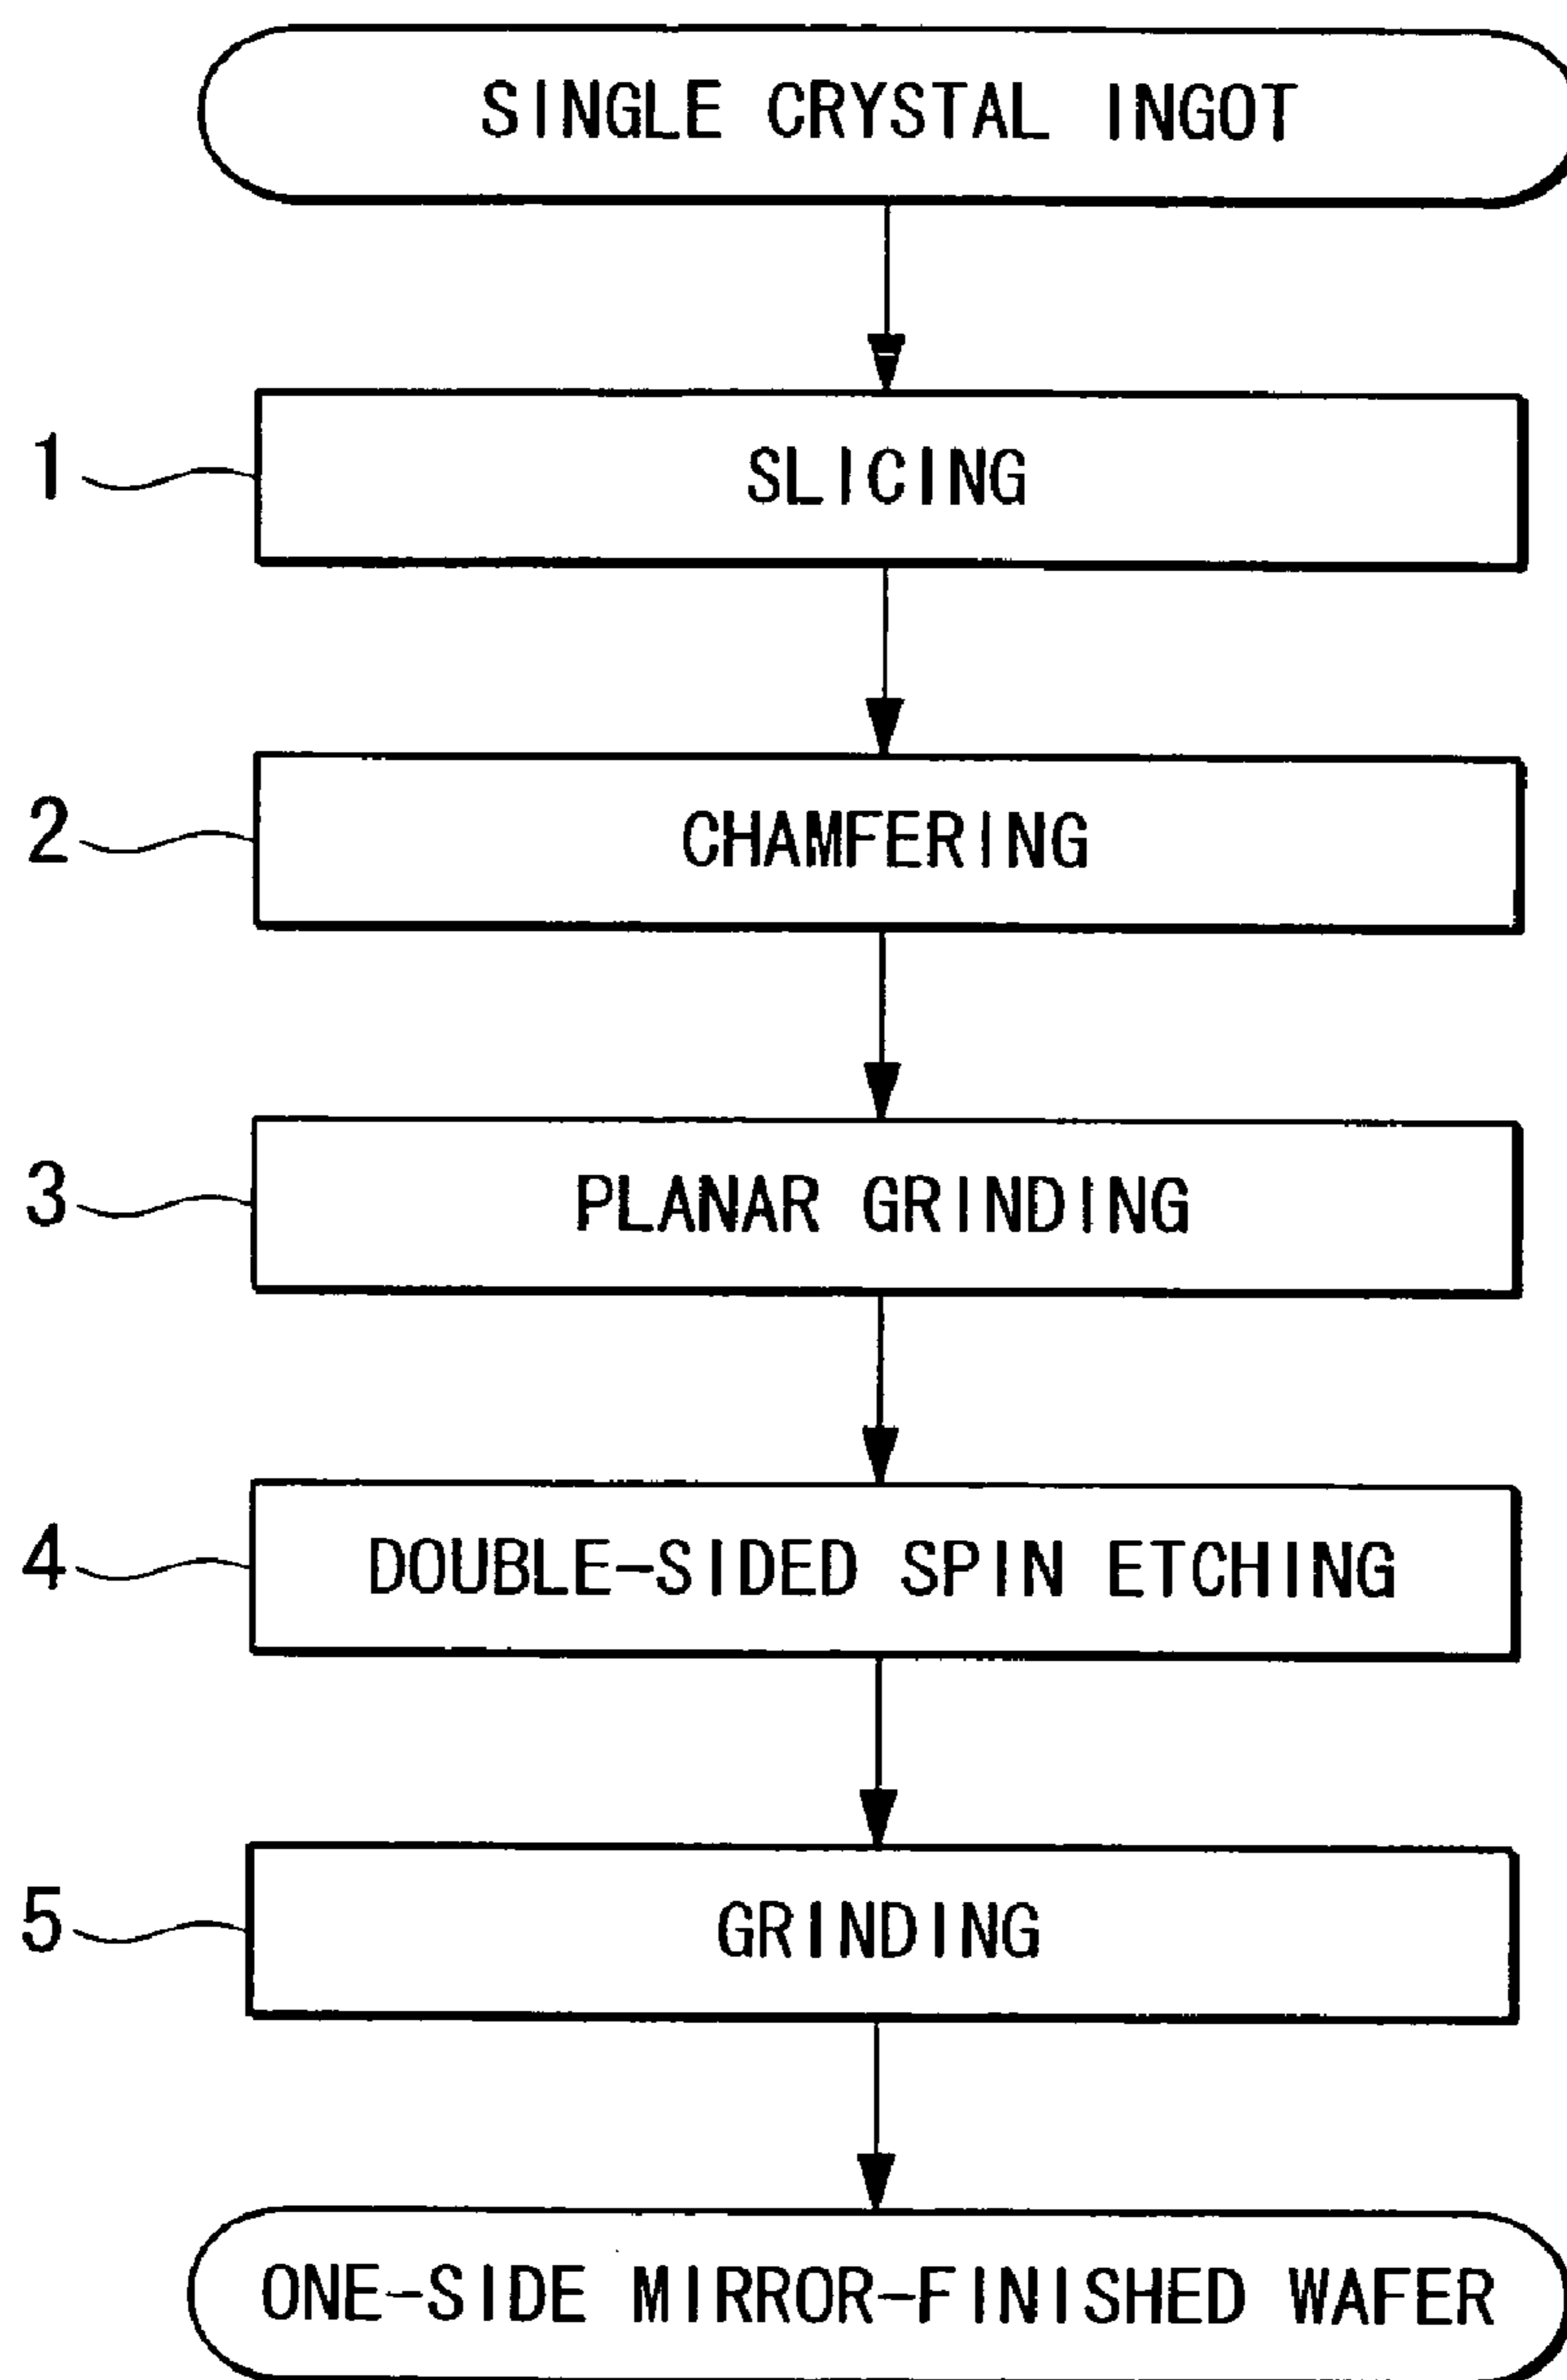 SINGLE CRYSTAL INGOT
1 SLICING
2 CHAMFERING
3 PLANAR GRINDING
4 DOUBLE-SIDED SPIN ETCHING
5 GRINDING
ONE-SIDE MIRROR-FINISHED WAFER